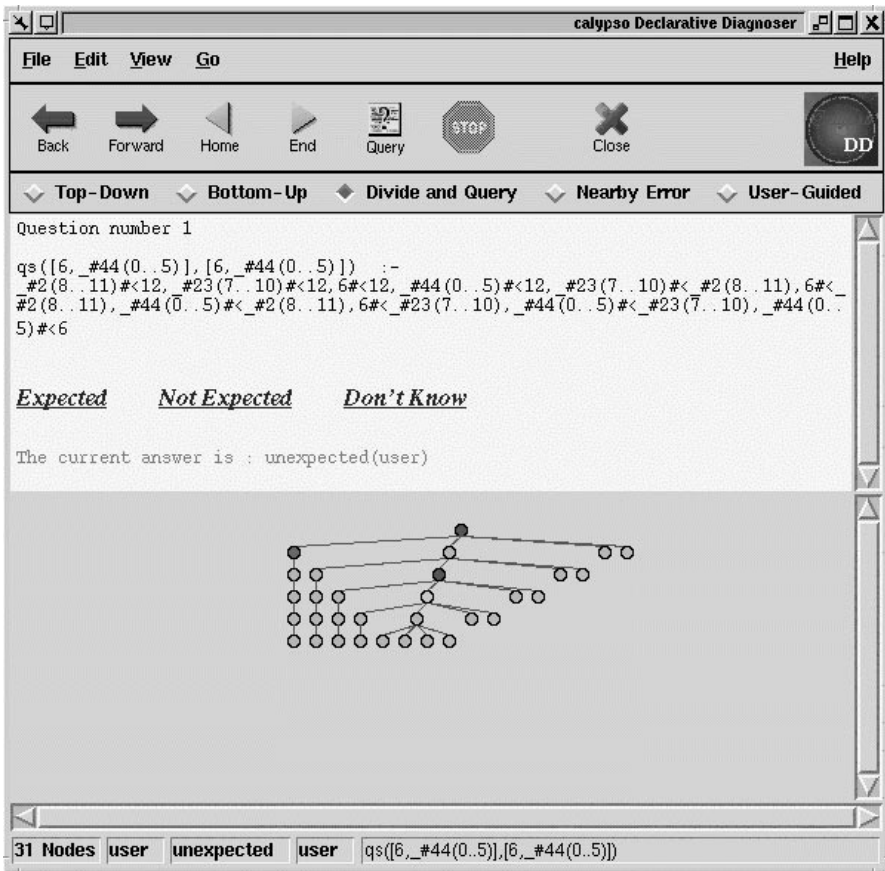 calypso Declarative Diagnoser
File Edit View Go Help
Back Forward Home End Query STOP Close DD
Top-Down Bottom-Up Divide and Query Nearby Error User-Guided
Question number 1
qs([6,_#44(0..5)],[6,_#44(0..5)]) :-
_#2(8..11)#<12,_#23(7..10)#<12,6#<12,_#44(0..5)#<12,_#23(7..10)#<_#2(8..11),6#<_
#2(8..11),_#44(0..5)#<_#2(8..11),6#<_#23(7..10),_#44(0..5)#<_#23(7..10),_#44(0..
5)#<6
Expected Not Expected Don't Know
The current answer is : unexpected(user)
31 Nodes user unexpected user qs([6,_#44(0..5)],[6,_#44(0..5)])